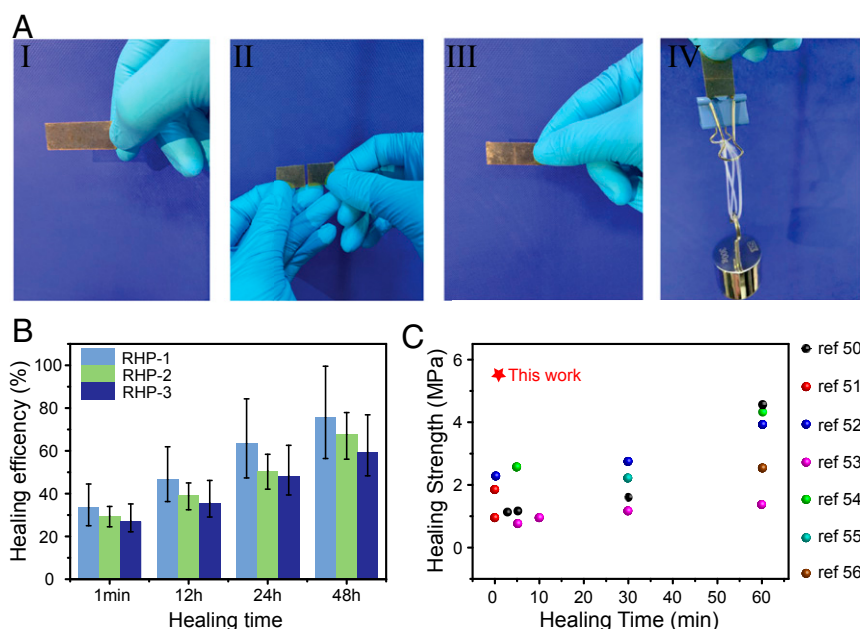 A
I
II
III
IV
B
Healing efficency (%)
100
80
60
40
20
0
RHP-1
RHP-2
RHP-3
1min
12h
24h
48h
Healing time
C
Healing Strength (MPa)
6
4
2
0
This work
0
10
20
30
40
50
60
Healing Time (min)
ref 50
ref 51
ref 52
ref 53
ref 54
ref 55
ref 56